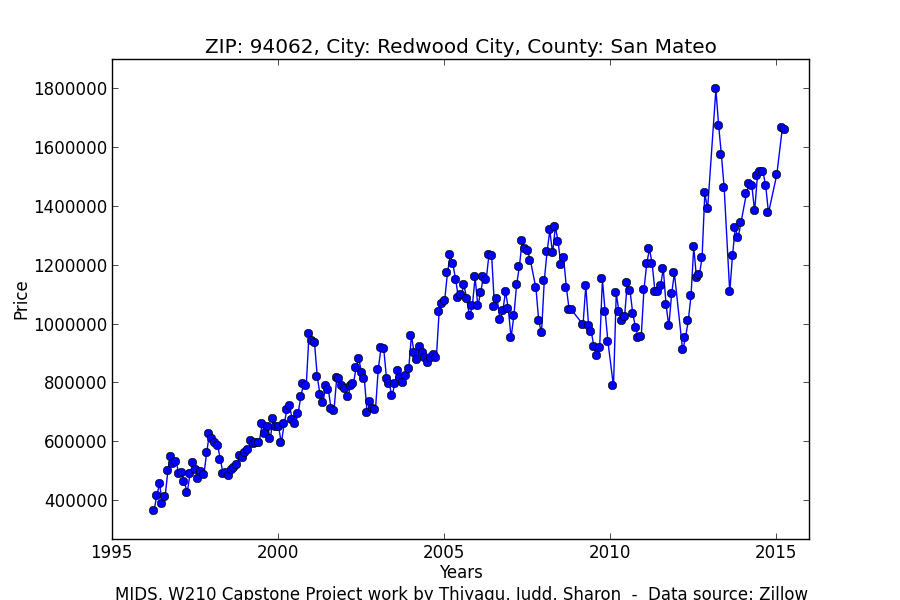 ZIP: 94062, City: Redwood City, County: San Mateo
1800000
1600000
1400000
1200000
1000000
800000
600000
400000
Price
1995 2000 2005 2010 2015
Years
MIDS, W210 Capstone Project work by Thiyagu, Judd, Sharon - Data source: Zillow